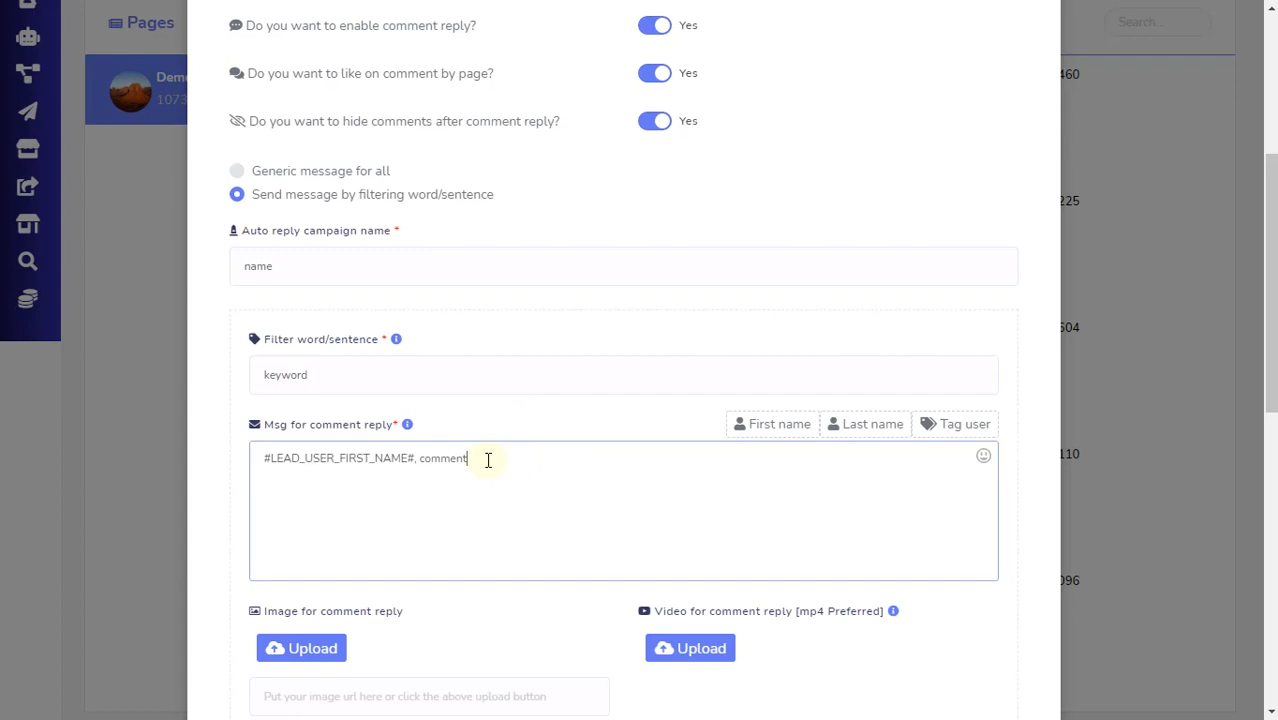 Pages
Search...
Demo
1073
460
225
604
110
096
Do you want to enable comment reply?
Yes
Do you want to like on comment by page?
Yes
Do you want to hide comments after comment reply?
Yes
Generic message for all
Send message by filtering word/sentence
Auto reply campaign name *
name
Filter word/sentence *
keyword
Msg for comment reply*
First name
Last name
Tag user
#LEAD_USER_FIRST_NAME#, comment
Image for comment reply
Video for comment reply [mp4 Preferred]
Upload
Upload
Put your image url here or click the above upload button